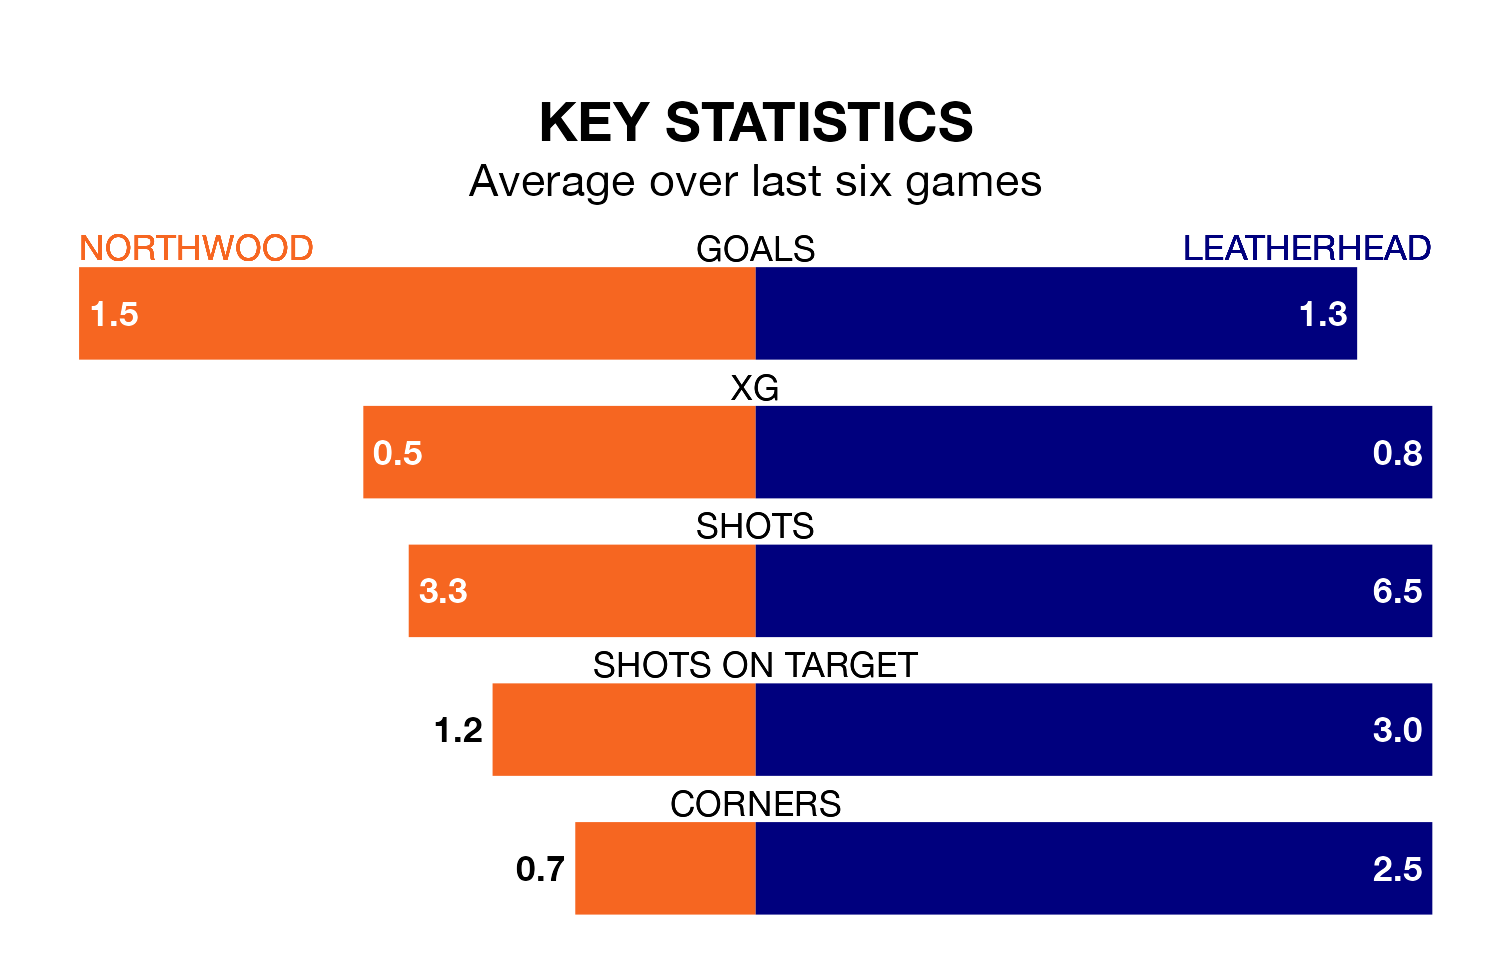 KEY STATISTICS
Average over last six games
NORTHWOOD GOALS LEATHERHEAD
1.5 1.3
XG
0.5 0.8
SHOTS
3.3 6.5
SHOTS ON TARGET
1.2 3.0
CORNERS
0.7 2.5